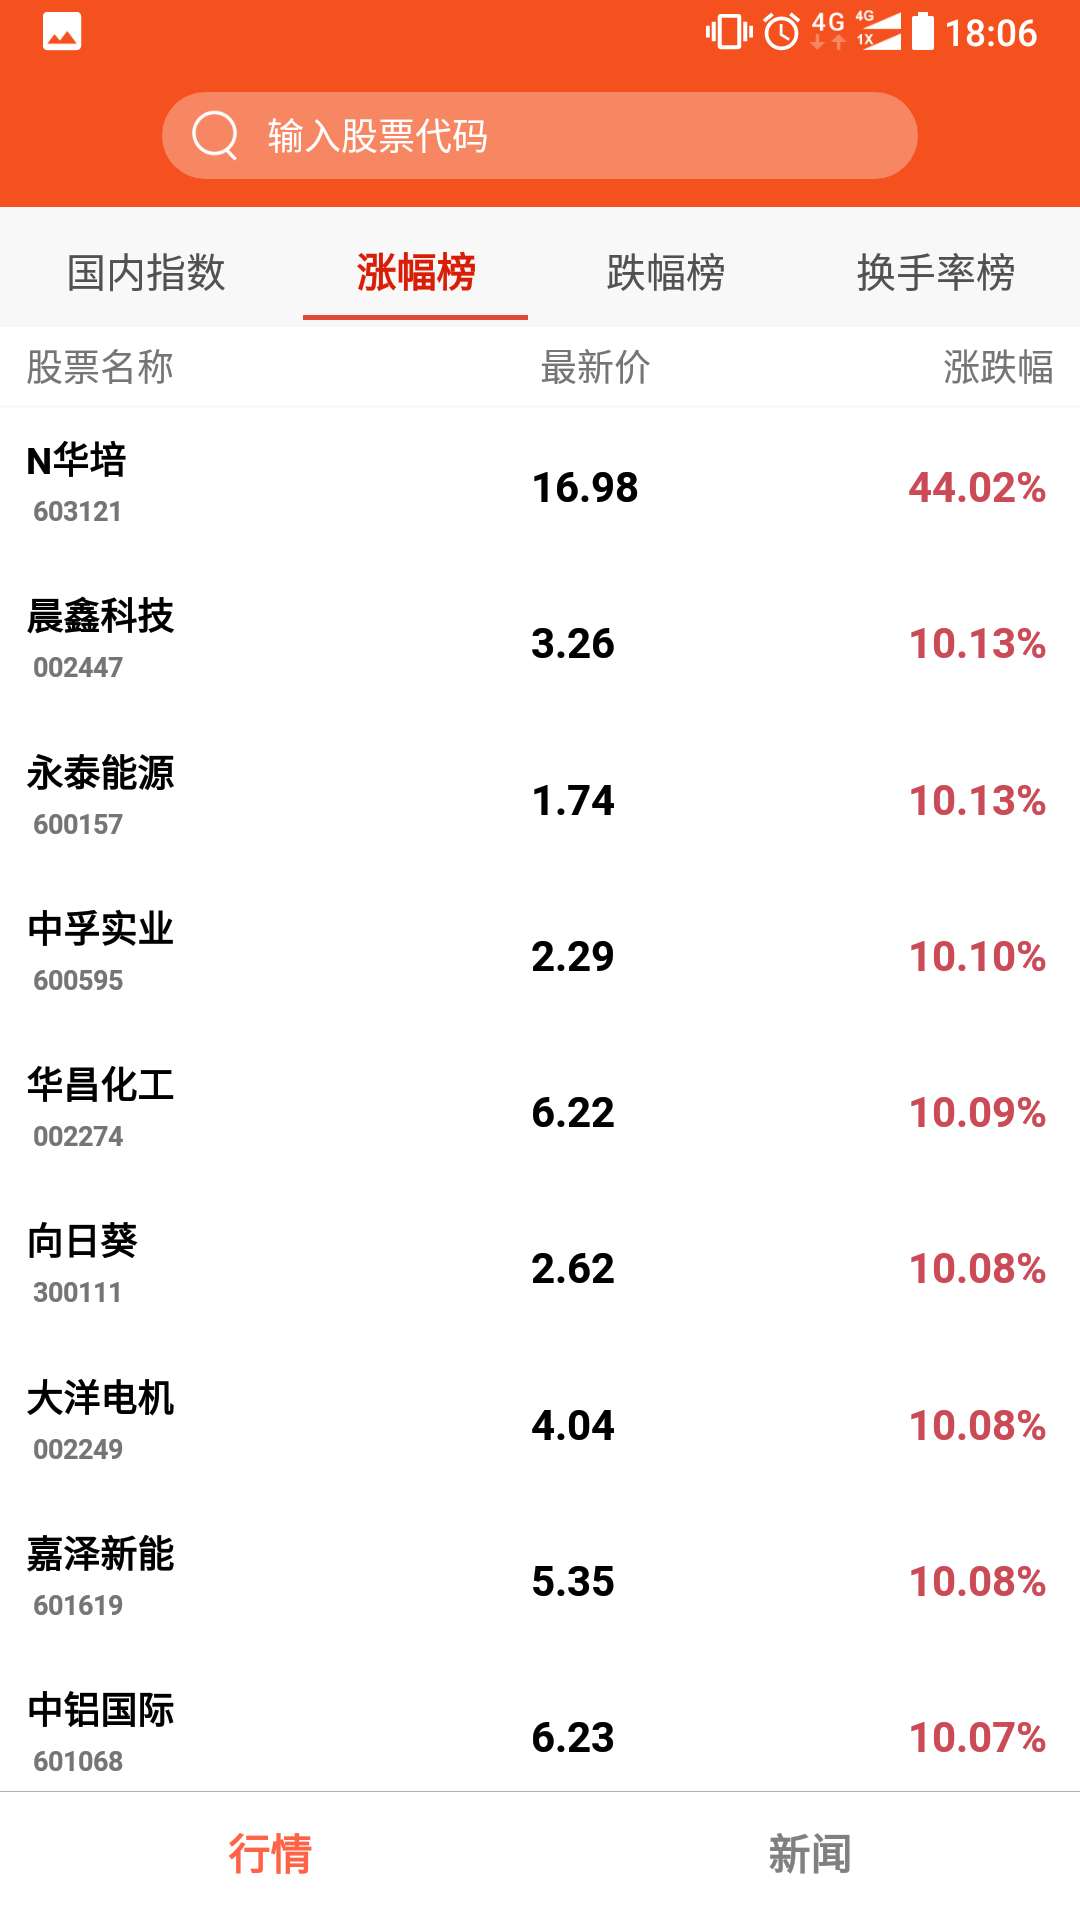 4G 4G 1X 18:06
输入股票代码
国内指数 涨幅榜 跌幅榜 换手率榜
股票名称 最新价 涨跌幅
N华培 16.98 44.02%
603121
晨鑫科技 3.26 10.13%
002447
永泰能源 1.74 10.13%
600157
中孚实业 2.29 10.10%
600595
华昌化工 6.22 10.09%
002274
向日葵 2.62 10.08%
300111
大洋电机 4.04 10.08%
002249
嘉泽新能 5.35 10.08%
601619
中铝国际 6.23 10.07%
601068
行情 新闻